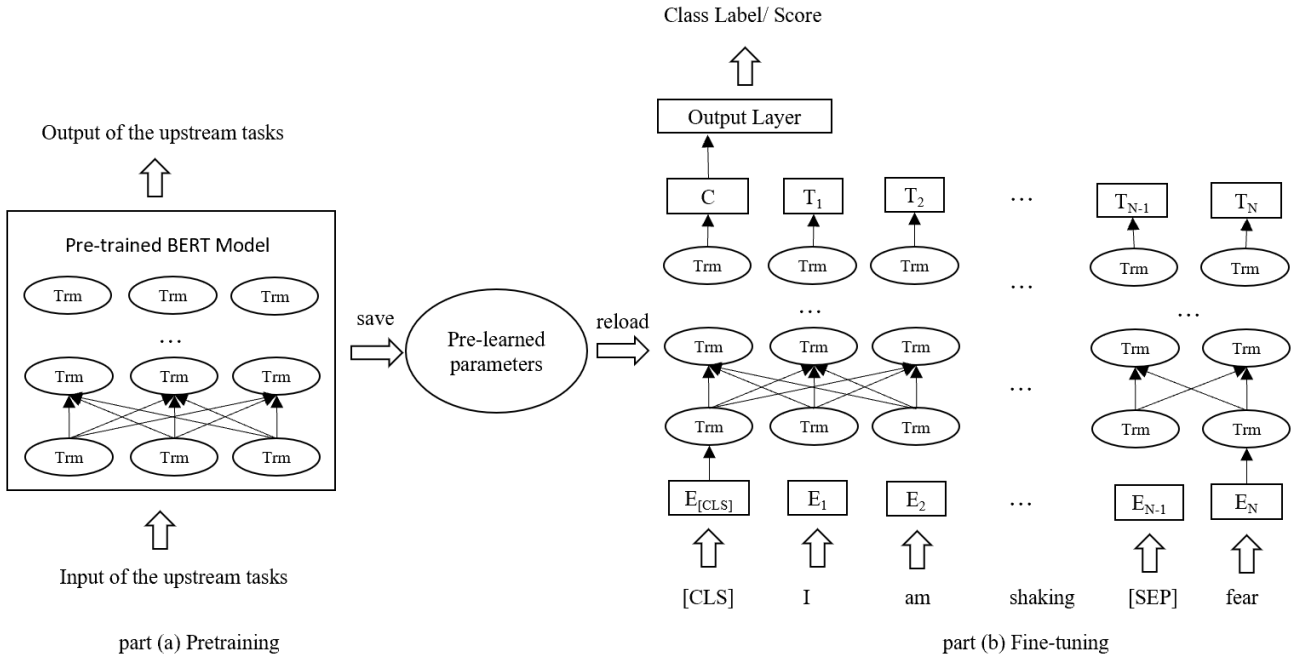 Class Label/ Score
Output Layer
Output of the upstream tasks
C T₁ T₂ … Tₙ₋₁ Tₙ
Pre-trained BERT Model
Trm Trm Trm … Trm Trm
Trm Trm Trm
… …
…
save
Pre-learned
parameters
reload
Trm Trm Trm Trm Trm
Trm Trm Trm
…
Trm Trm Trm Trm Trm
Trm Trm Trm
E[CLS] E₁ E₂ … Eₙ₋₁ Eₙ
Input of the upstream tasks
[CLS] I am shaking [SEP] fear
part (a) Pretraining
part (b) Fine-tuning